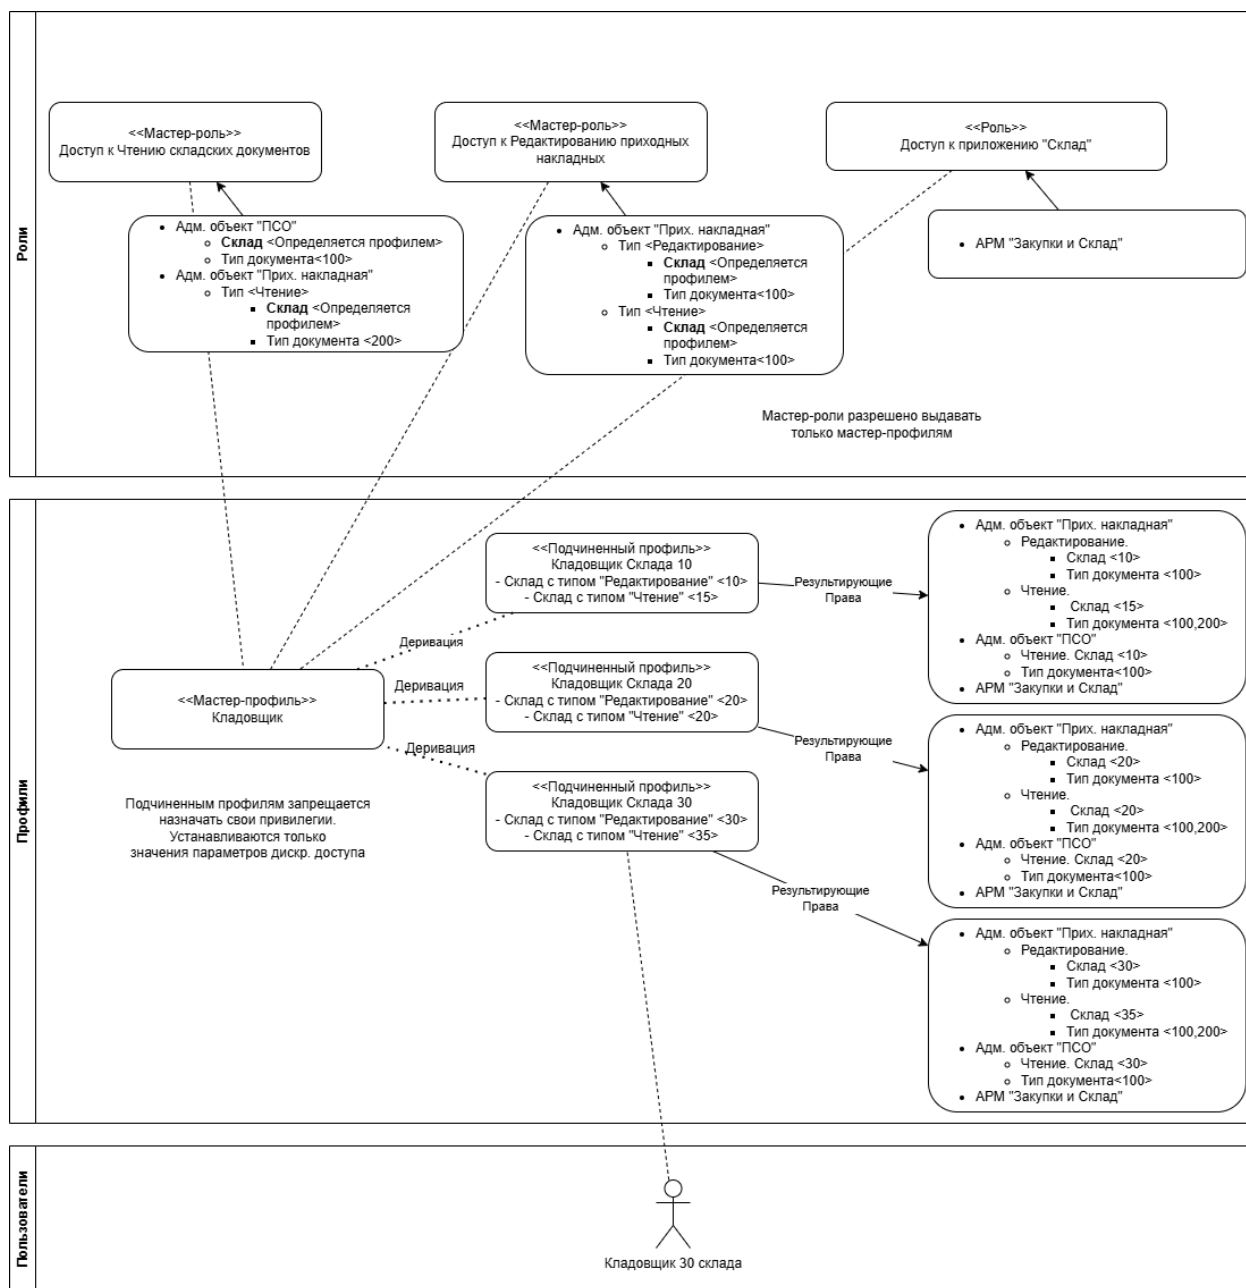 Роли
<<Мастер-роль>>
Доступ к Чтению складских документов
<<Мастер-роль>>
Доступ к Редактированию приходных
накладных
<<Роль>>
Доступ к приложению "Склад"
Адм. объект "ПСО"
Склад <Определяется профилем>
Тип документа<100>
Адм. объект "Прих. накладная"
Тип <Чтение>
Склад <Определяется
профилем>
Тип документа <200>
Адм. объект "Прих. накладная"
Тип <Редактирование>
Склад <Определяется
профилем>
Тип документа<100>
Тип <Чтение>
Склад <Определяется
профилем>
Тип документа<100>
АРМ "Закупки и Склад"
Мастер-роли разрешено выдавать
только мастер-профилям
Профили
<<Мастер-профиль>>
Кладовщик
Подчиненным профилям запрещается
назначать свои привилегии.
Устанавливаются только
значения параметров дискр. доступа
Деривация
Деривация
Деривация
<<Подчиненный профиль>>
Кладовщик Склада 10
- Склад с типом "Редактирование" <10>
- Склад с типом "Чтение" <15>
<<Подчиненный профиль>>
Кладовщик Склада 20
- Склад с типом "Редактирование" <20>
- Склад с типом "Чтение" <20>
<<Подчиненный профиль>>
Кладовщик Склада 30
- Склад с типом "Редактирование" <30>
- Склад с типом "Чтение" <35>
Результирующие
Права
Результирующие
Права
Результирующие
Права
Адм. объект "Прих. накладная"
Редактирование.
Склад <10>
Тип документа <100>
Чтение.
Склад <15>
Тип документа <100,200>
Адм. объект "ПСО"
Чтение. Склад <10>
Тип документа<100>
АРМ "Закупки и Склад"
Адм. объект "Прих. накладная"
Редактирование.
Склад <20>
Тип документа <100>
Чтение.
Склад <20>
Тип документа <100,200>
Адм. объект "ПСО"
Чтение. Склад <20>
Тип документа<100>
АРМ "Закупки и Склад"
Адм. объект "Прих. накладная"
Редактирование.
Склад <30>
Тип документа <100>
Чтение.
Склад <35>
Тип документа <100,200>
Адм. объект "ПСО"
Чтение. Склад <30>
Тип документа<100>
АРМ "Закупки и Склад"
Пользователи
Кладовщик 30 склада